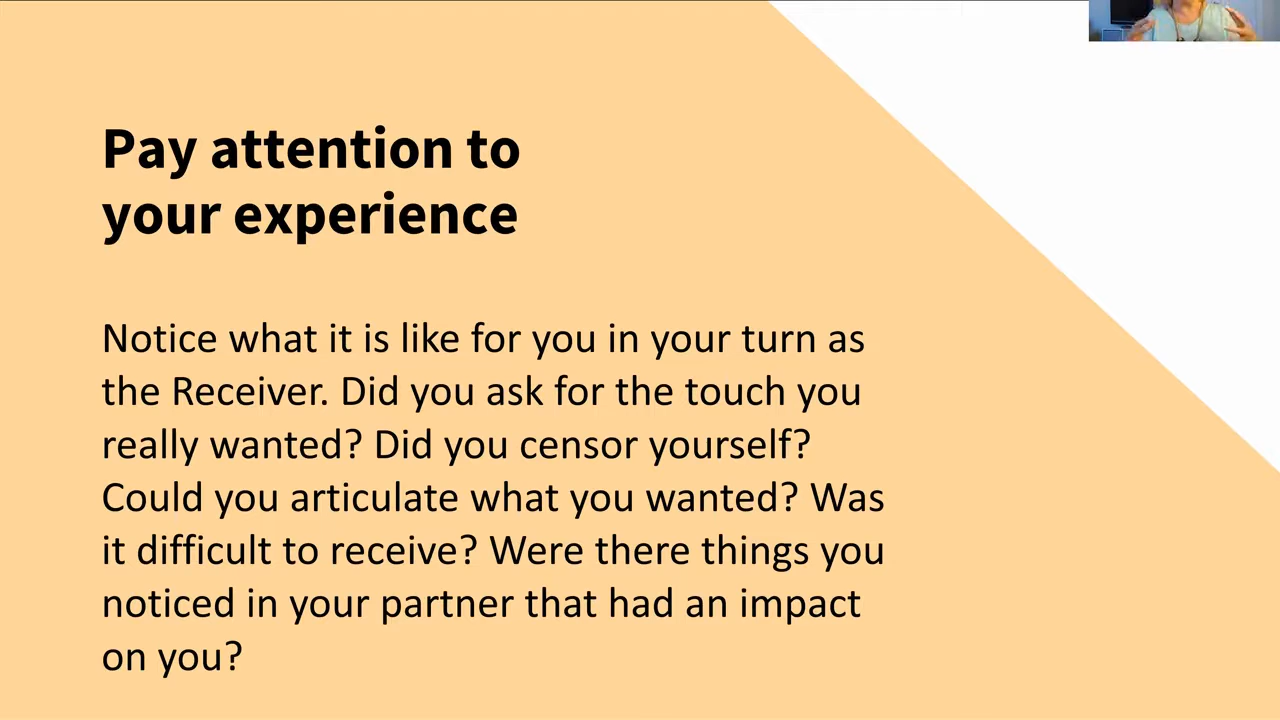 Pay attention to
your experience
Notice what it is like for you in your turn as
the Receiver. Did you ask for the touch you
really wanted? Did you censor yourself?
Could you articulate what you wanted? Was
it difficult to receive? Were there things you
noticed in your partner that had an impact
on you?